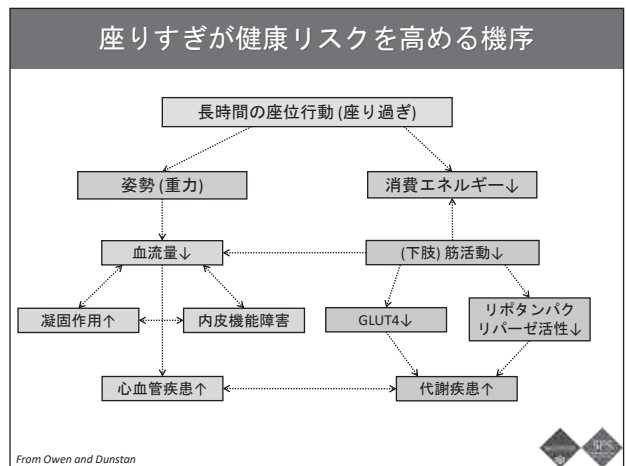 座りすぎが健康リスクを高める機序
長時間の座位行動 (座り過ぎ)
姿勢 (重力)
消費エネルギー↓
血流量↓
(下肢) 筋活動↓
凝固作用↑
内皮機能障害
GLUT4↓
リポタンパク
リパーゼ活性↓
心血管疾患↑
代謝疾患↑
From Owen and Dunstan